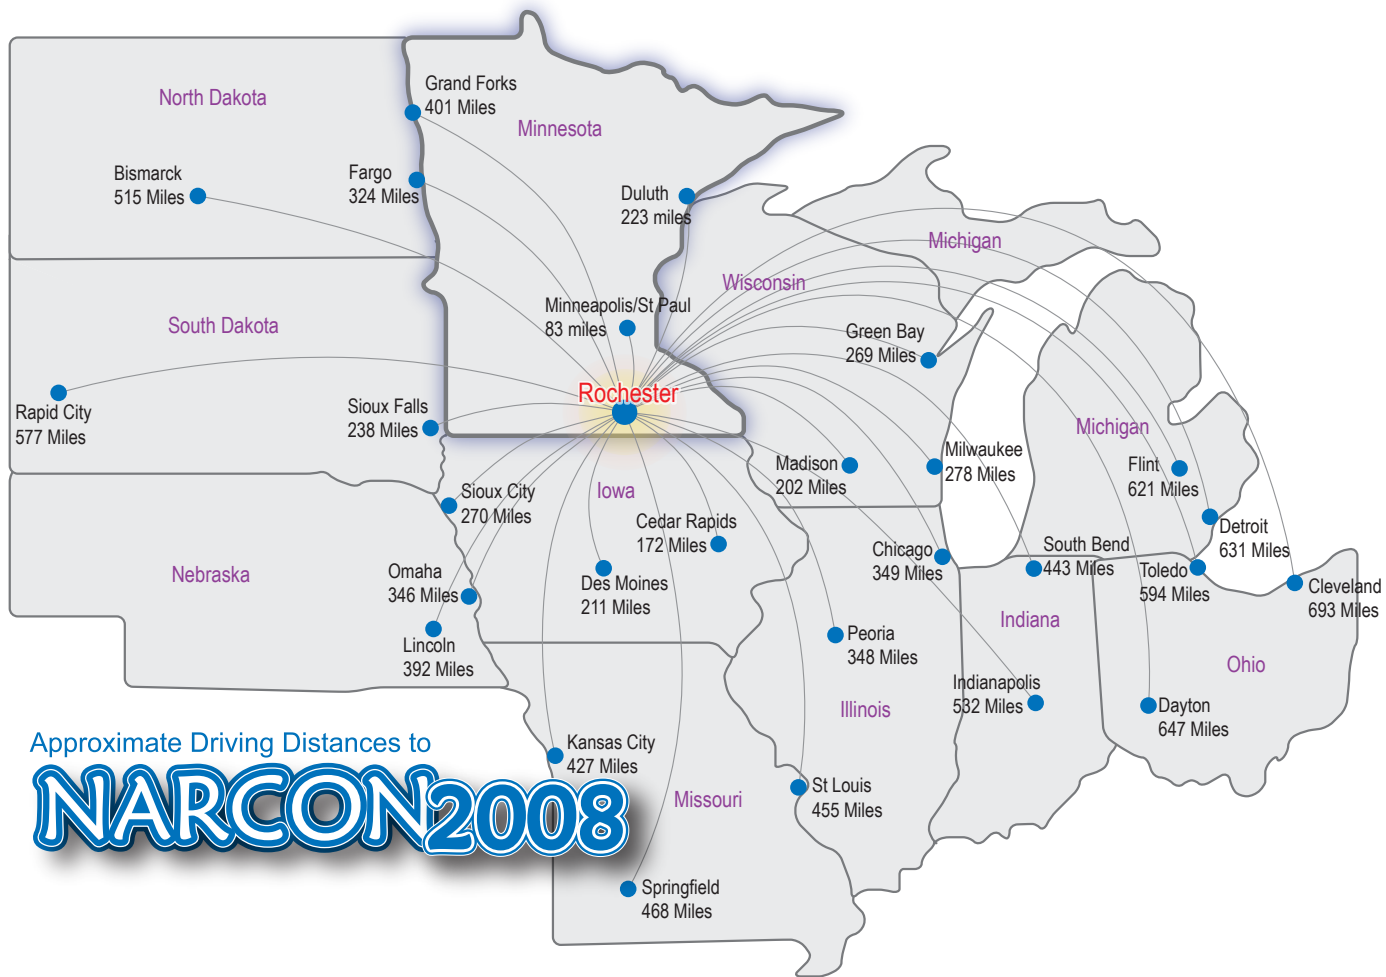 North Dakota
Grand Forks
401 Miles
Minnesota
Bismarck
515 Miles
Fargo
324 Miles
Duluth
223 miles
Michigan
Wisconsin
South Dakota
Minneapolis/St Paul
83 miles
Green Bay
269 Miles
Rochester
Rapid City
577 Miles
Sioux Falls
238 Miles
Michigan
Madison
202 Miles
Milwaukee
278 Miles
Flint
621 Miles
Sioux City
270 Miles
Iowa
Cedar Rapids
172 Miles
Detroit
631 Miles
Chicago
349 Miles
South Bend
443 Miles
Toledo
594 Miles
Cleveland
693 Miles
Nebraska
Omaha
346 Miles
Des Moines
211 Miles
Lincoln
392 Miles
Peoria
348 Miles
Indiana
Ohio
Indianapolis
532 Miles
Illinois
Dayton
647 Miles
Kansas City
427 Miles
Missouri
St Louis
455 Miles
Springfield
468 Miles
Approximate Driving Distances to
NARCON2008